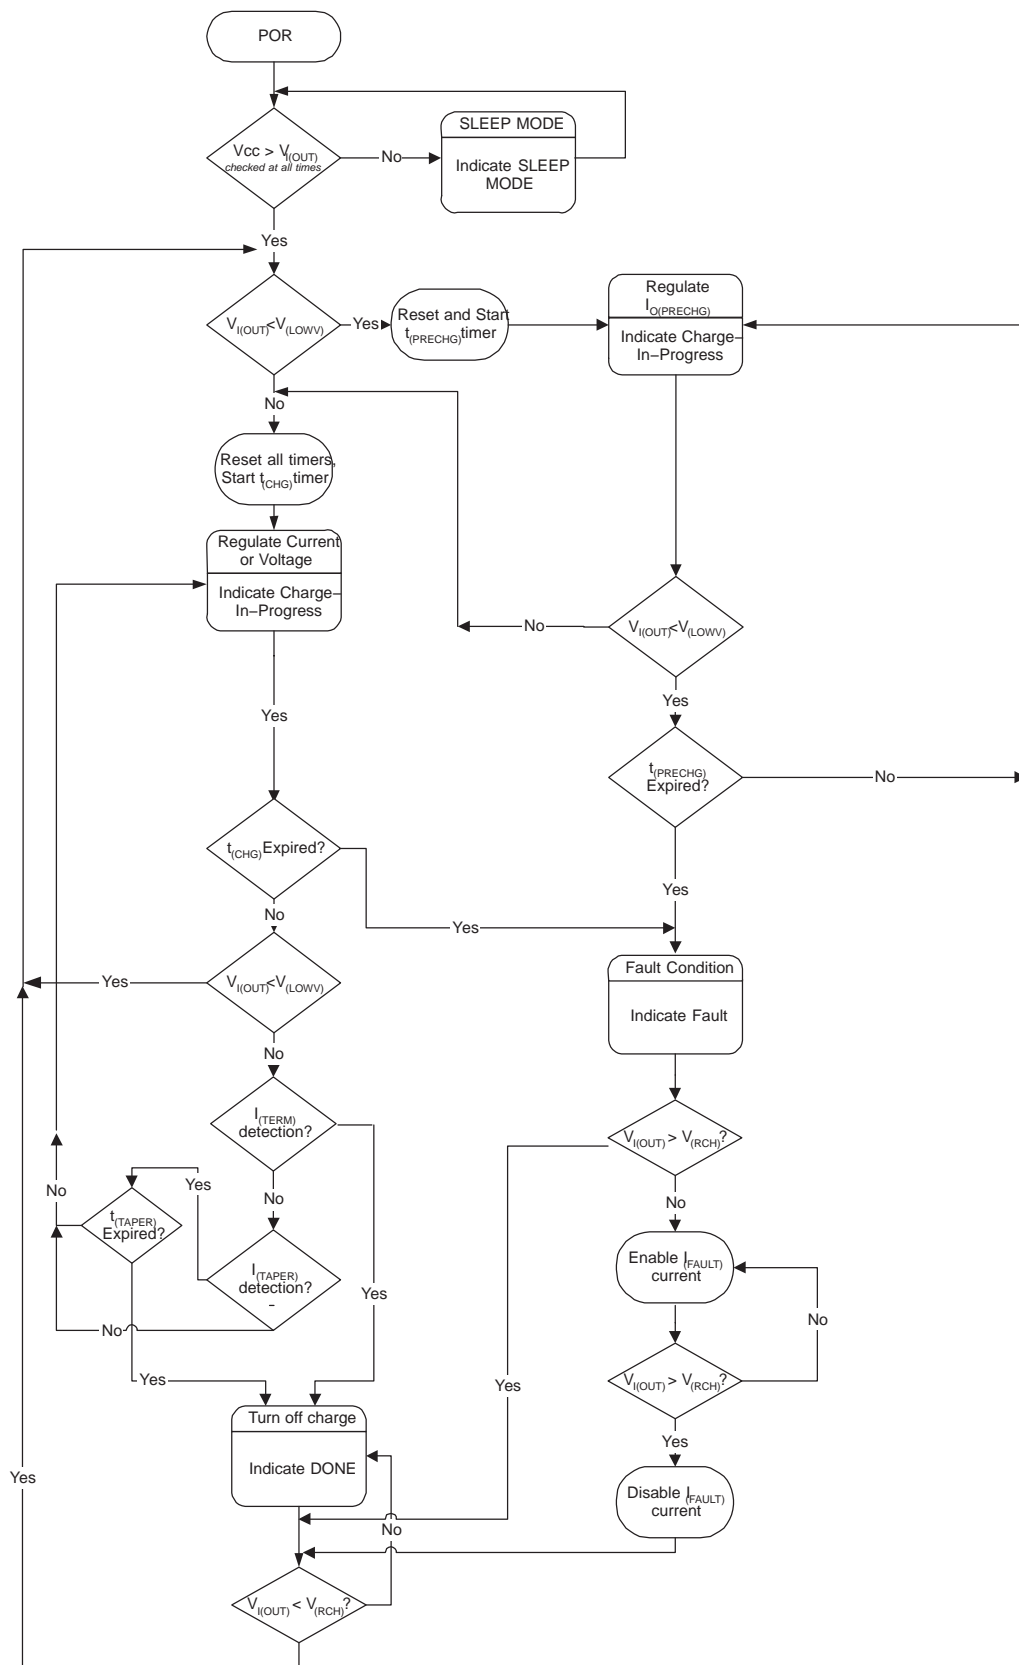 POR
Vcc > VI(OUT)
checked at all times
No
SLEEP MODE
Indicate SLEEP
MODE
Yes
VI(OUT)<V(LOWV)
Yes
Reset and Start
t(PRECHG)timer
Regulate
IO(PRECHG)
Indicate Charge–
In–Progress
No
Reset all timers,
Start t(CHG) timer
Regulate Current
or Voltage
Indicate Charge–
In–Progress
No
VI(OUT)<V(LOWV)
Yes
Yes
t(PRECHG)
Expired?
No
t(CHG) Expired?
Yes
No
Yes
VI(OUT)<V(LOWV)
Yes
Fault Condition
Indicate Fault
No
I(TERM)
detection?
VI(OUT) > V(RCH) ?
No
Yes
No
No
t(TAPER)
Expired?
I(TAPER)
detection?
-
Enable I(FAULT)
current
Yes
No
No
Yes
VI(OUT) > V(RCH) ?
Yes
Turn off charge
Indicate DONE
Yes
Yes
Disable I(FAULT)
current
No
VI(OUT) < V(RCH) ?